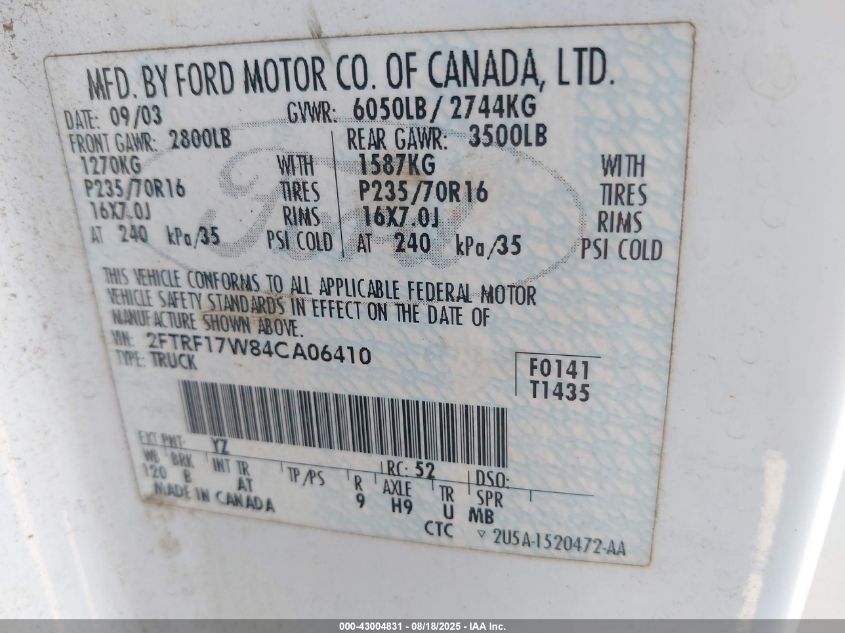 MFD. BY FORD MOTOR CO. OF CANADA, LTD.
DATE: 09/03 GVWR: 6050LB/ 2744KG
FRONT GAWR: 2800LB REAR GAWR: 3500LB
1270KG WITH 1587KG WITH
P235/70R16 TIRES P235/70R16 TIRES
16X7.0J RIMS 16X7.0J RIMS
AT 240 kPa/35 PSI COLD AT 240 kPa/35 PSI COLD
Ford
THIS VEHICLE CONFORMS TO ALL APPLICABLE FEDERAL MOTOR
VEHICLE SAFETY STANDARDS IN EFFECT ON THE DATE OF
MANUFACTURE SHOWN ABOVE.
VIN: 2FTRF17W84CA06410
TYPE: TRUCK
F0141
T1435
EXT PNT: YZ RC: 52 DSO:
WB BRK INT TR TP/PS R AXLE TR SPR
120 B AT 9 H9 U MB
MADE IN CANADA CTC ▽ 2U5A-1520472-AA
000-43004831 - 08/18/2025 - IAA Inc.